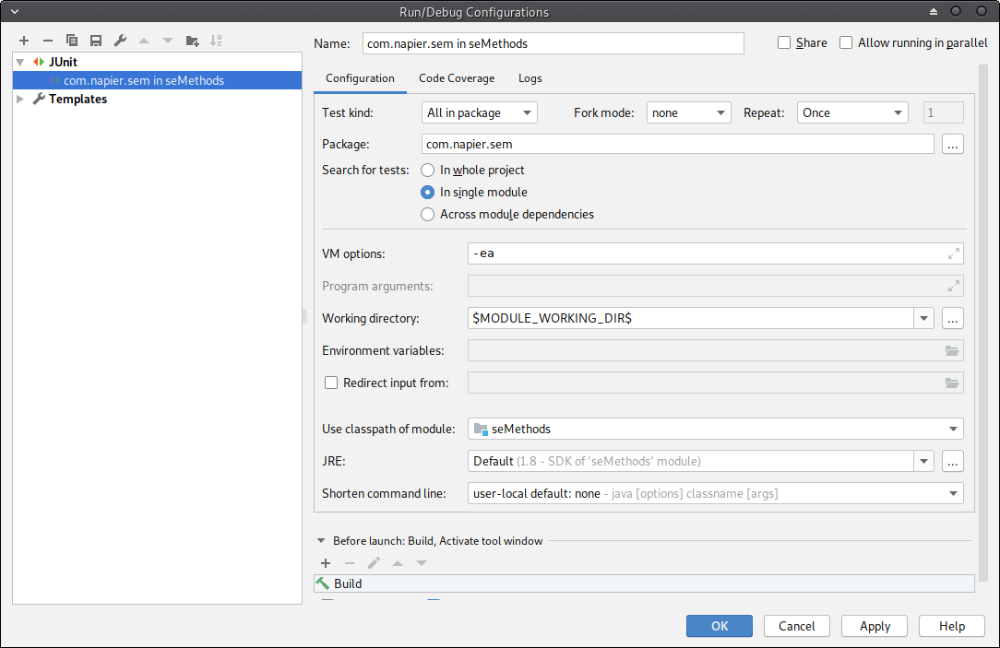 Run/Debug Configurations
JUnit
com.napier.sem in seMethods
Templates
Name: com.napier.sem in seMethods Share Allow running in parallel
Configuration Code Coverage Logs
Test kind: All in package Fork mode: none Repeat: Once 1
Package: com.napier.sem ...
Search for tests: In whole project
In single module
Across module dependencies
VM options: -ea
Program arguments:
Working directory: $MODULE_WORKING_DIR$ ...
Environment variables:
Redirect input from:
Use classpath of module: seMethods
JRE: Default (1.8 - SDK of 'seMethods' module) ...
Shorten command line: user-local default: none - java [options] classname [args]
Before launch: Build, Activate tool window
Build
OK Cancel Apply Help